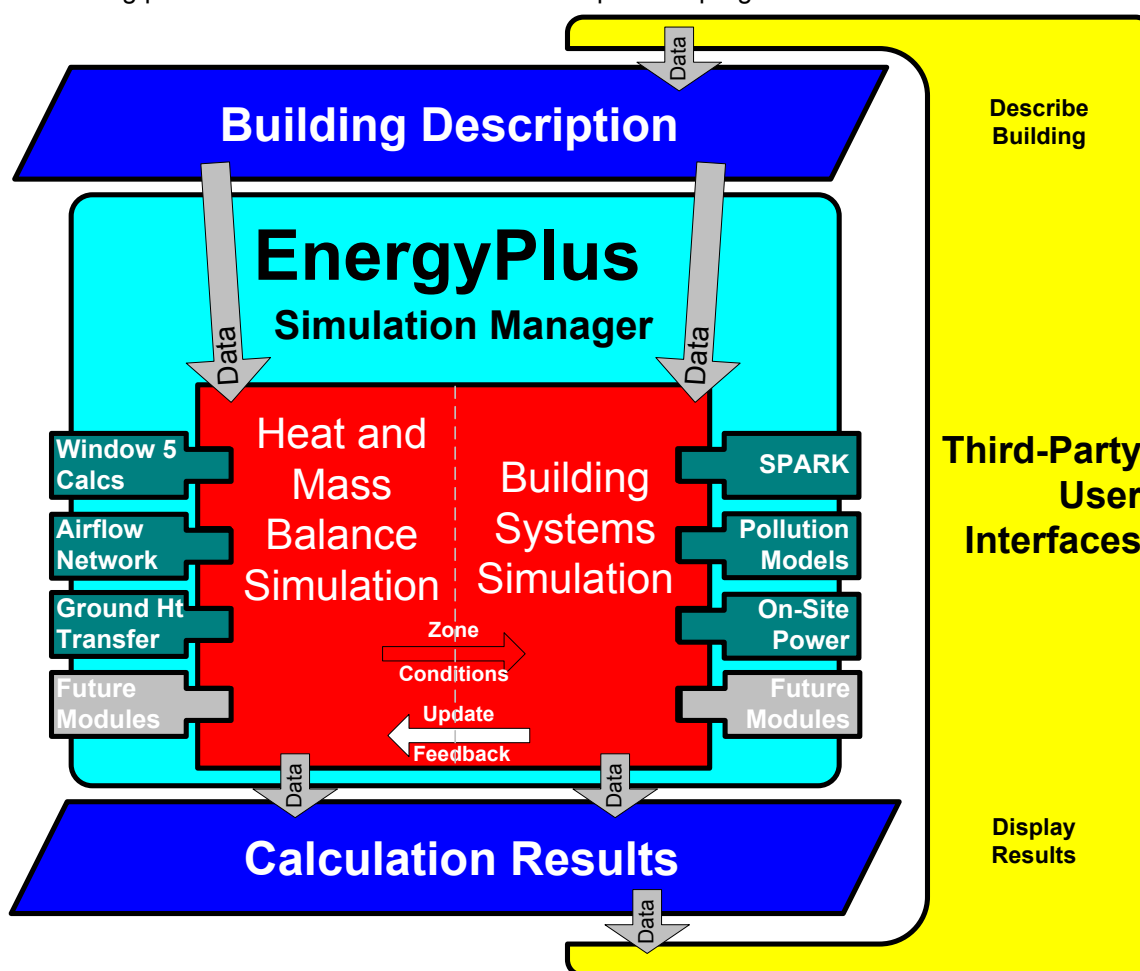 Data
Building Description
Describe
Building
EnergyPlus
Simulation Manager
Data
Data
Window 5
Calcs
Airflow
Network
Ground Ht
Transfer
Future
Modules
Heat and
Mass
Balance
Simulation
Building
Systems
Simulation
Zone
Conditions
Update
Feedback
SPARK
Pollution
Models
On-Site
Power
Future
Modules
Third-Party
User
Interfaces
Data
Data
Calculation Results
Display
Results
Data